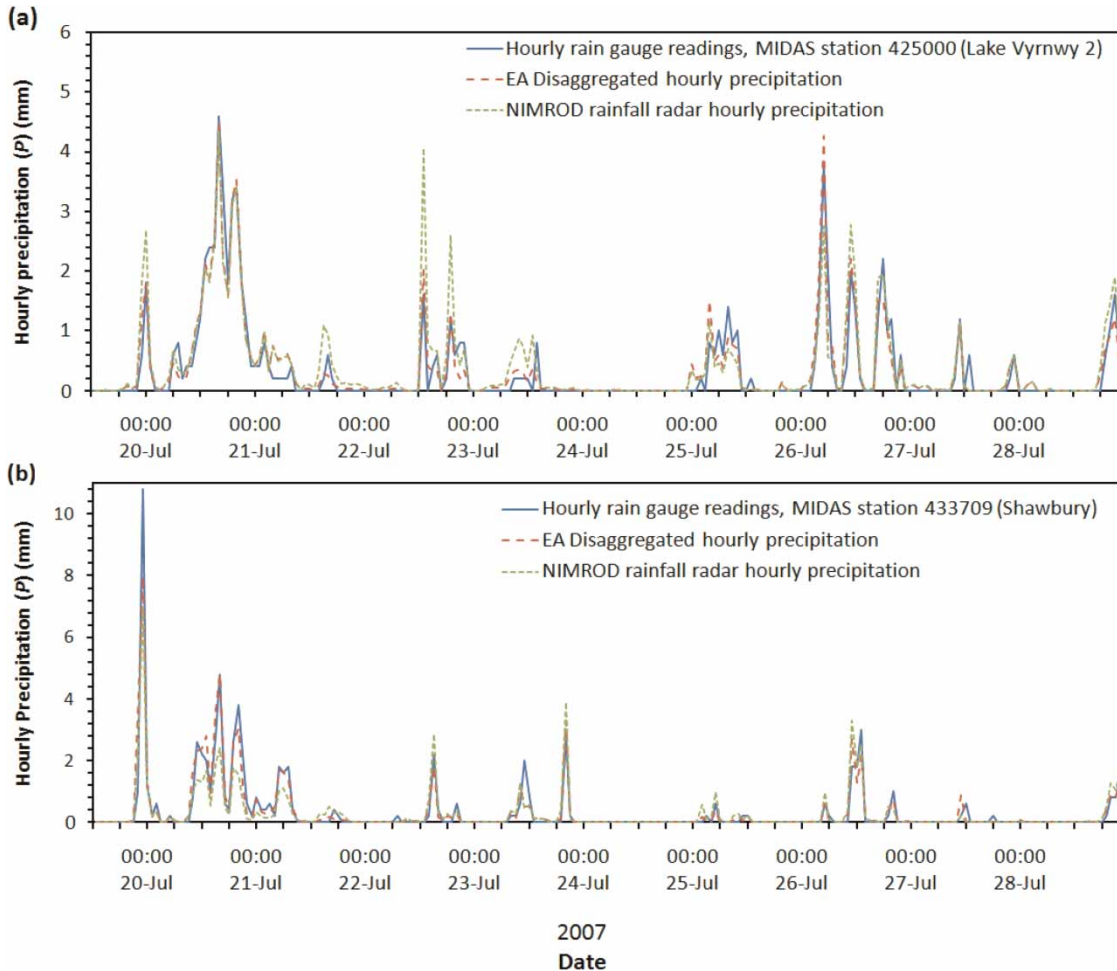 (a)
6
5
4
3
2
1
0
Hourly precipitation (P) (mm)
Hourly rain gauge readings, MIDAS station 425000 (Lake Vyrnwy 2)
EA Disaggregated hourly precipitation
NIMROD rainfall radar hourly precipitation
00:00 00:00 00:00 00:00 00:00 00:00 00:00 00:00 00:00
20-Jul 21-Jul 22-Jul 23-Jul 24-Jul 25-Jul 26-Jul 27-Jul 28-Jul
(b)
10
8
6
4
2
0
Hourly Precipitation (P) (mm)
Hourly rain gauge readings, MIDAS station 433709 (Shawbury)
EA Disaggregated hourly precipitation
NIMROD rainfall radar hourly precipitation
00:00 00:00 00:00 00:00 00:00 00:00 00:00 00:00 00:00
20-Jul 21-Jul 22-Jul 23-Jul 24-Jul 25-Jul 26-Jul 27-Jul 28-Jul
2007
Date